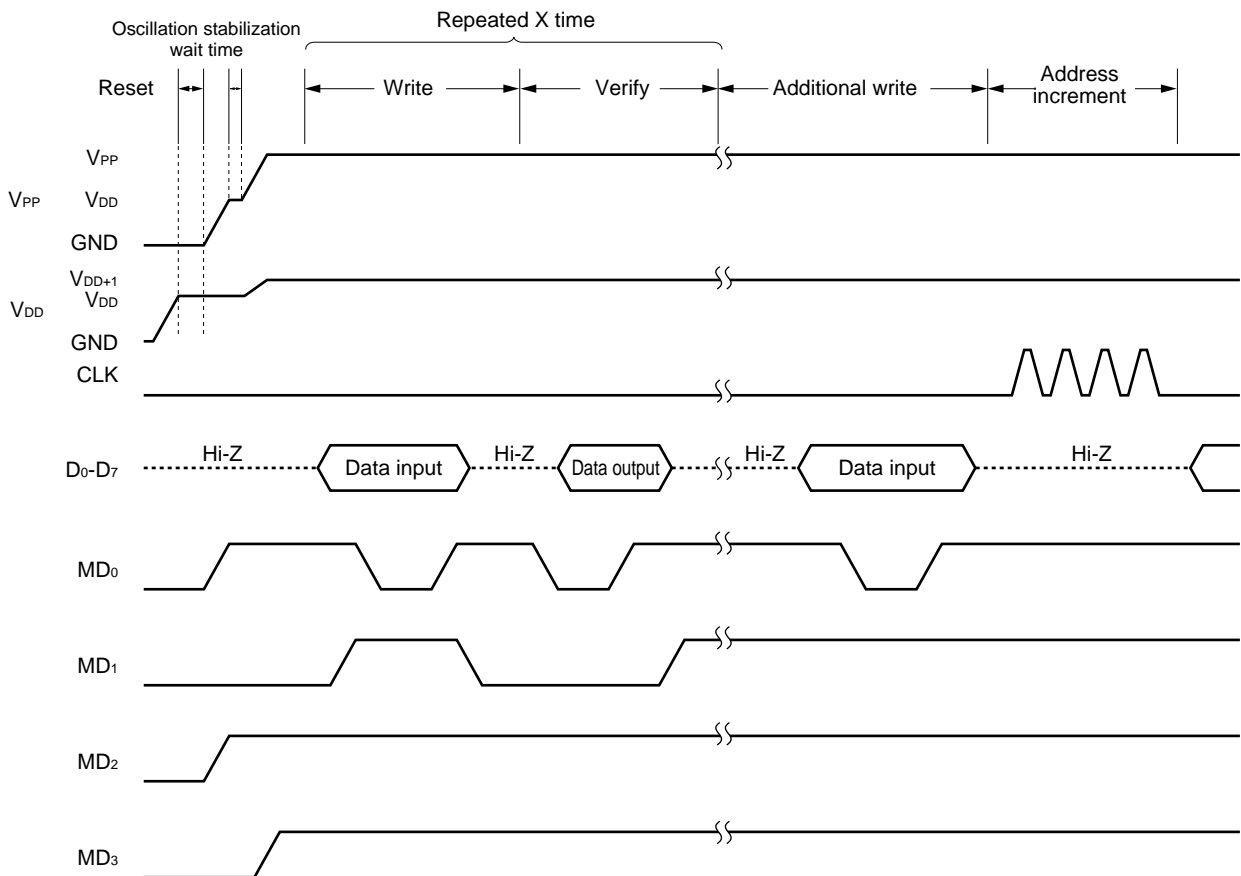 Repeated X time
Oscillation stabilization
wait time
Reset
Write
Verify
Additional write
Address
increment
VPP
VPP
VDD
GND
VDD+1
VDD
VDD
GND
CLK
D0-D7
Hi-Z
Data input
Hi-Z
Data output
Hi-Z
Data input
Hi-Z
MD0
MD1
MD2
MD3